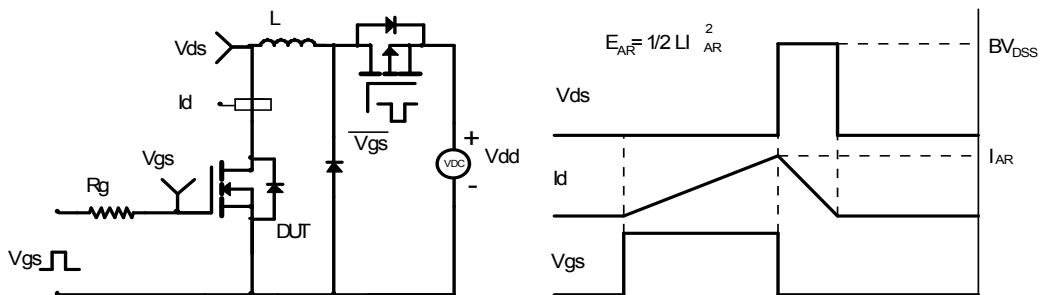 L
Vds
Id
Vgs
Vgs
+
VDC
Vdd
-
Rg
DUT
Vgs
E_AR= 1/2 LI²_AR
BV_DSS
Vds
I_AR
Id
Vgs